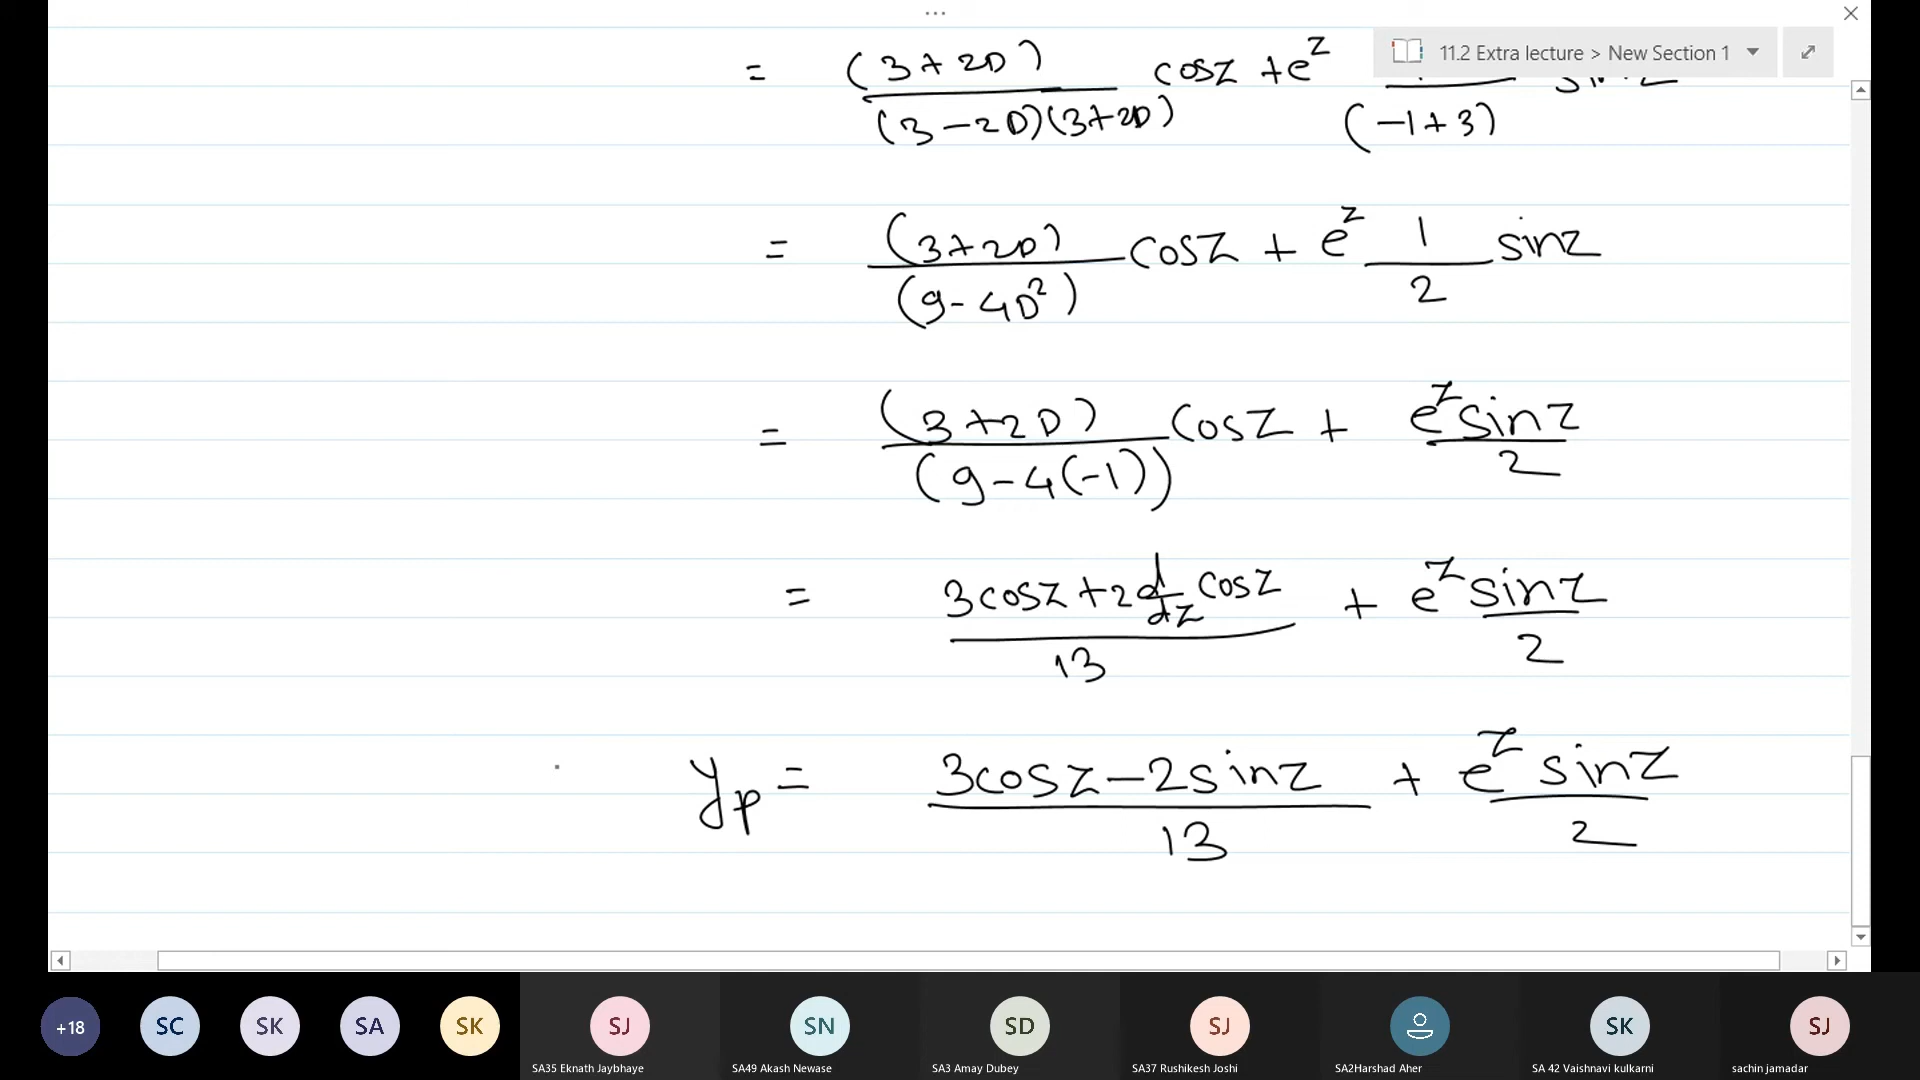 ...
11.2 Extra lecture > New Section 1
= (3+2D) / (3-2D)(3+2D) cosz + e^z 1 / (-1+3) sinz
= (3+2D) / (9-4D²) cosz + e^z 1/2 sinz
= (3+2D) / (9-4(-1)) cosz + e^z sinz / 2
= 3cosz+2 d/dz cosz / 13 + e^z sinz / 2
yp = 3cosz-2sinz / 13 + e^z sinz / 2
+18 SC SK SA SK SJ SN SD SJ SK SJ
SA35 Eknath Jaybhaye SA49 Akash Newase SA3 Amay Dubey SA37 Rushikesh Joshi SA2Harshad Aher SA 42 Vaishnavi kulkarni sachin jamadar